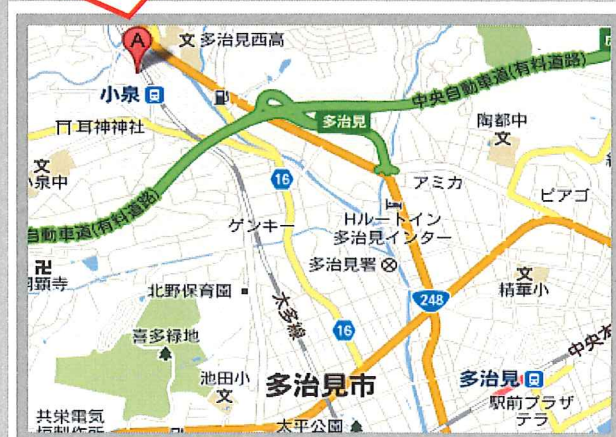 A
文 多治見西高
小泉
中央自動車道(有料道路)
多治見
耳神神社
陶都中
文
文
小泉中
16
アミカ
ピアゴ
自動車道(有料道路)
ゲンキー
Hルートイン
多治見インター
多治見署
卍
顕寺
北野保育園
太多線
248
文
精華小
喜多緑地
16
池田小
文
多治見市
多治見
中央本
駅前プラザ
テラ
共栄電気
太平公園